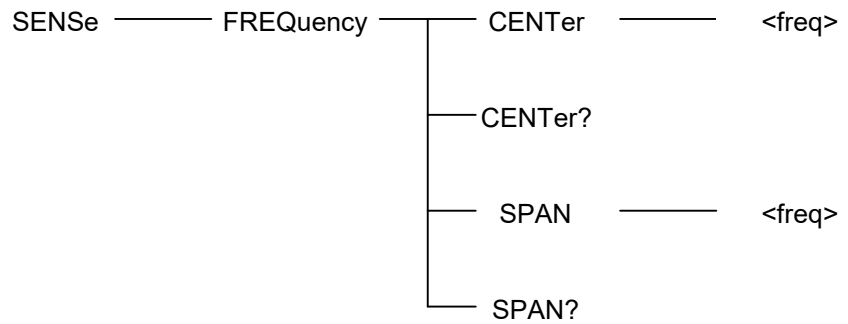 SENSe FREQuency CENTer <freq>
CENTer?
SPAN <freq>
SPAN?